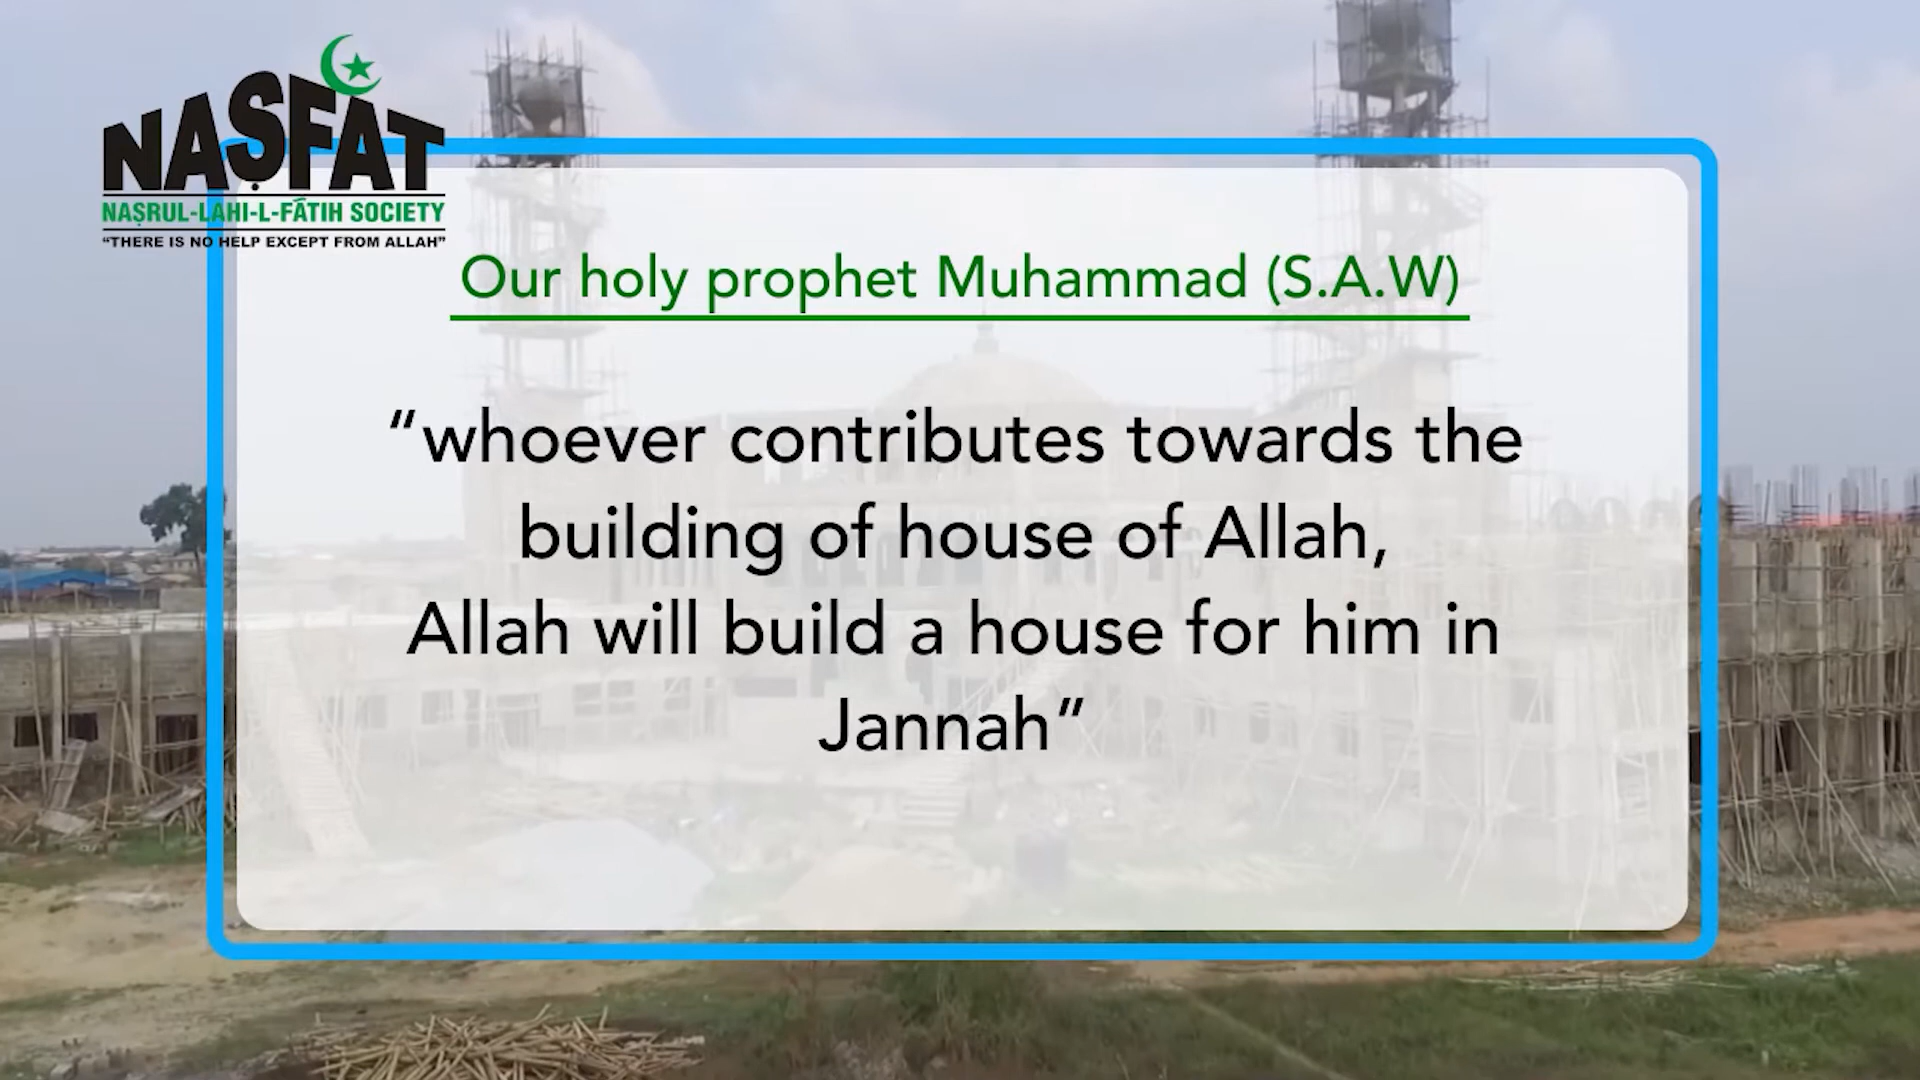 NAṢFAT
NAṢRUL-LAHI-L-FÁTIH SOCIETY
“THERE IS NO HELP EXCEPT FROM ALLAH”
Our holy prophet Muhammad (S.A.W)
“whoever contributes towards the
building of house of Allah,
Allah will build a house for him in
Jannah”